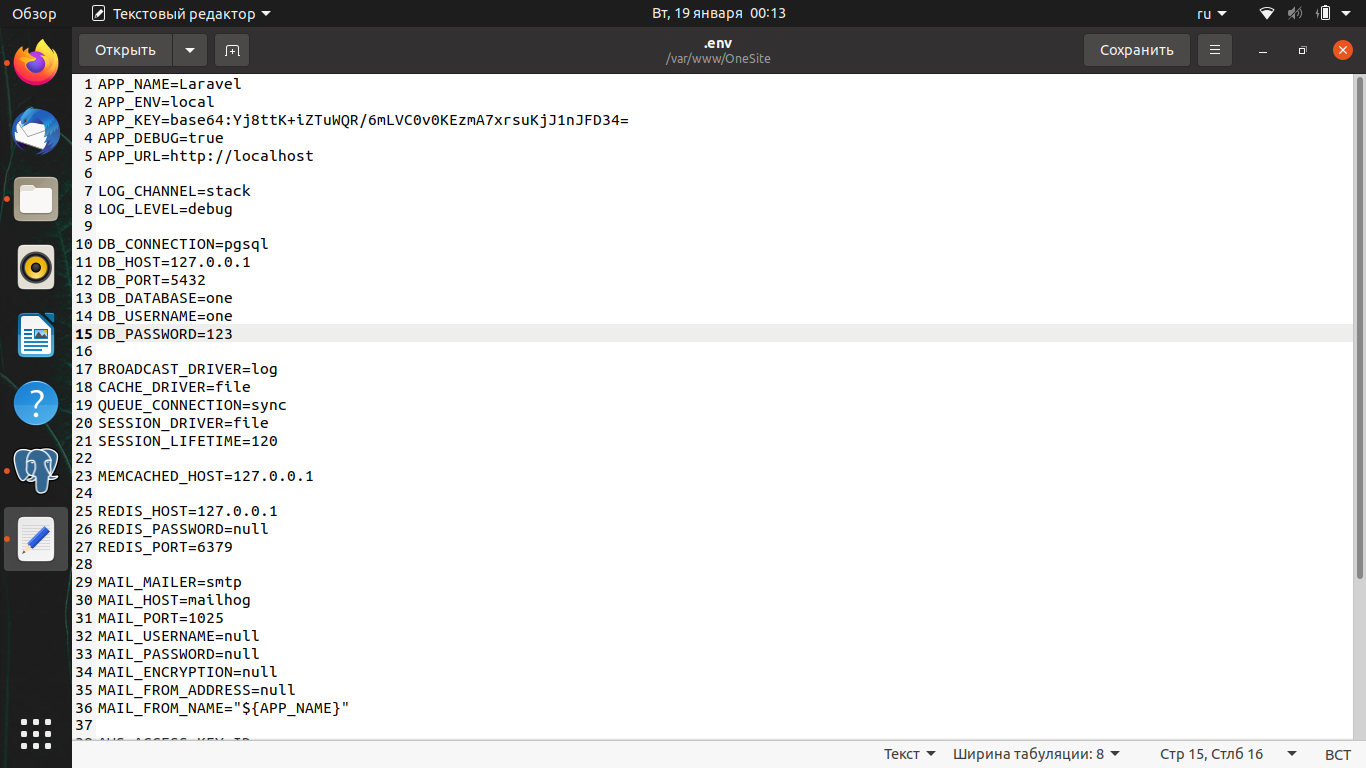 Обзор
Текстовый редактор
Вт, 19 января 00:13
ru
Открыть
.env
/var/www/OneSite
Сохранить
1 APP_NAME=Laravel
2 APP_ENV=local
3 APP_KEY=base64:Yj8ttK+iZTuWQR/6mLVC0v0KEzmA7xrsuKjJ1nJFD34=
4 APP_DEBUG=true
5 APP_URL=http://localhost
6
7 LOG_CHANNEL=stack
8 LOG_LEVEL=debug
9
10 DB_CONNECTION=pgsql
11 DB_HOST=127.0.0.1
12 DB_PORT=5432
13 DB_DATABASE=one
14 DB_USERNAME=one
15 DB_PASSWORD=123
16
17 BROADCAST_DRIVER=log
18 CACHE_DRIVER=file
19 QUEUE_CONNECTION=sync
20 SESSION_DRIVER=file
21 SESSION_LIFETIME=120
22
23 MEMCACHED_HOST=127.0.0.1
24
25 REDIS_HOST=127.0.0.1
26 REDIS_PASSWORD=null
27 REDIS_PORT=6379
28
29 MAIL_MAILER=smtp
30 MAIL_HOST=mailhog
31 MAIL_PORT=1025
32 MAIL_USERNAME=null
33 MAIL_PASSWORD=null
34 MAIL_ENCRYPTION=null
35 MAIL_FROM_ADDRESS=null
36 MAIL_FROM_NAME="${APP_NAME}"
37
Текст
Ширина табуляции: 8
Стр 15, Стлб 16
ВСТ